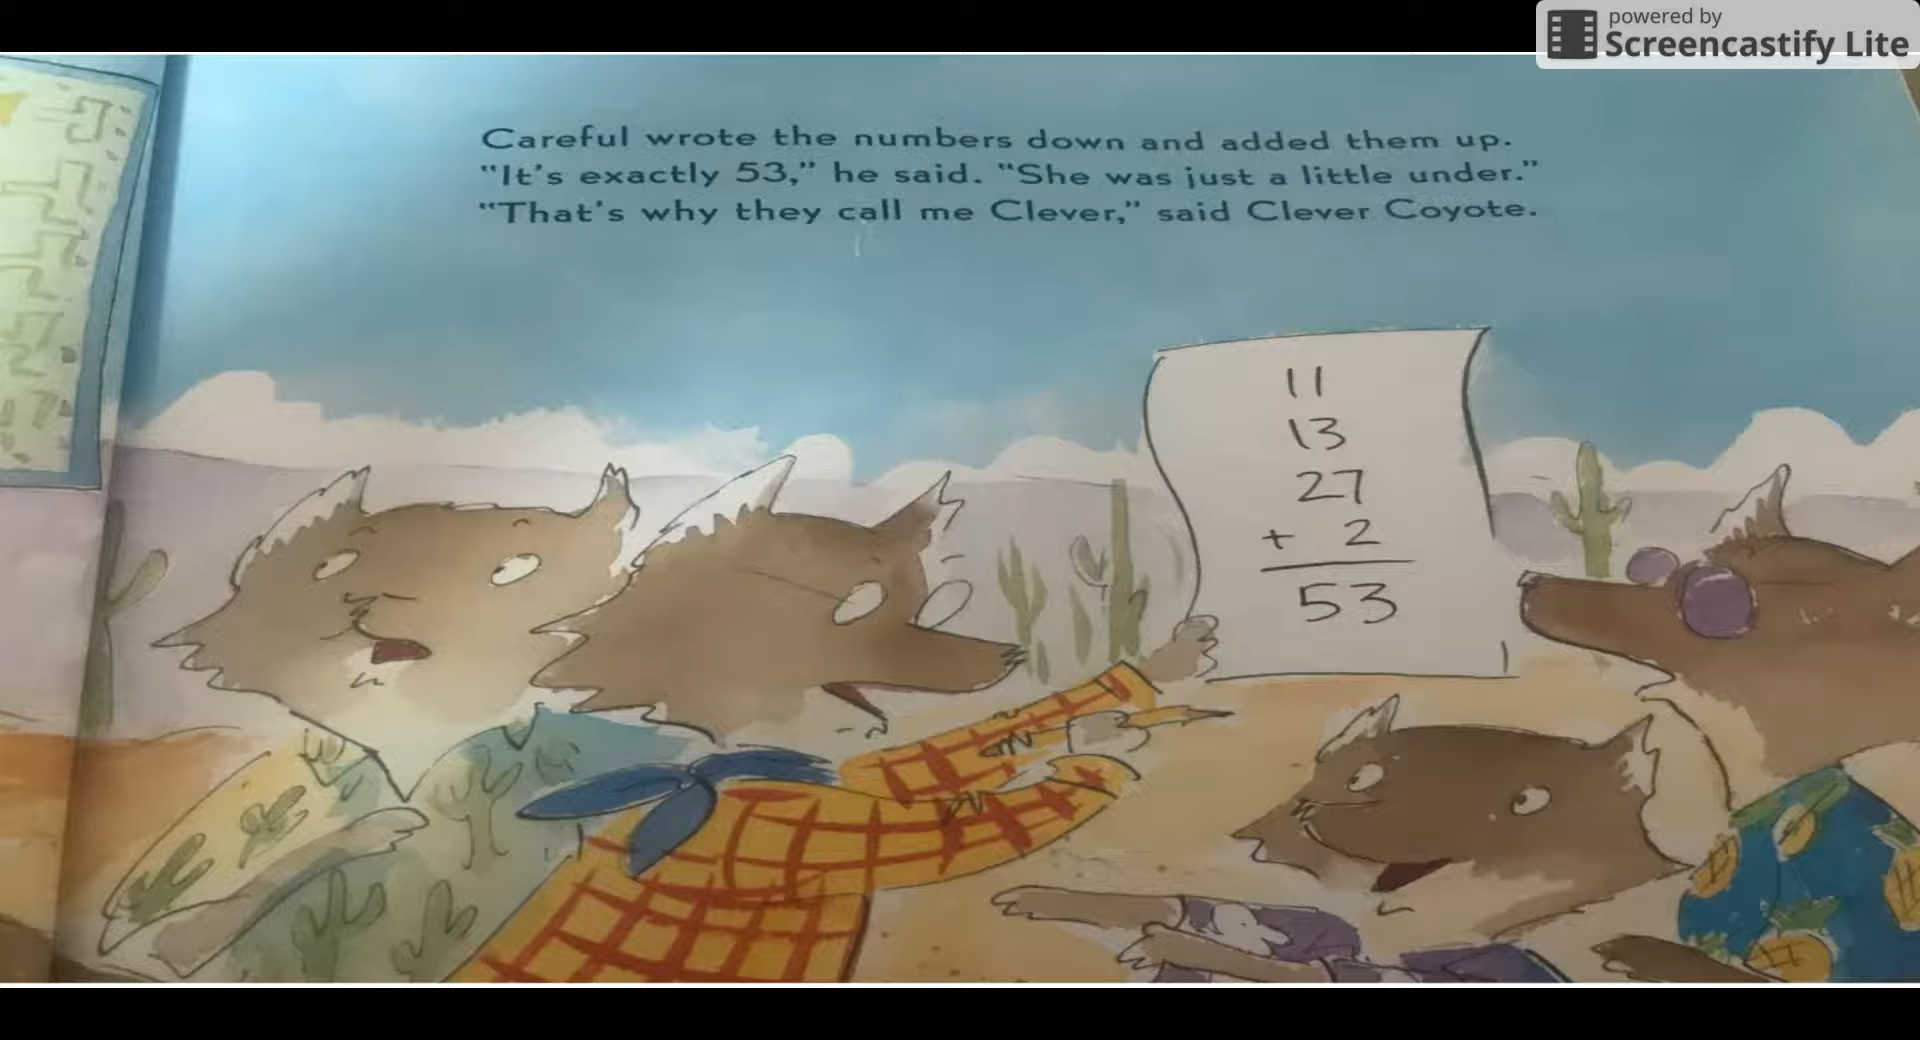 powered by
Screencastify Lite
Careful wrote the numbers down and added them up.
“It's exactly 53,” he said. “She was just a little under.”
“That's why they call me Clever,” said Clever Coyote.
11
13
27
+ 2
53